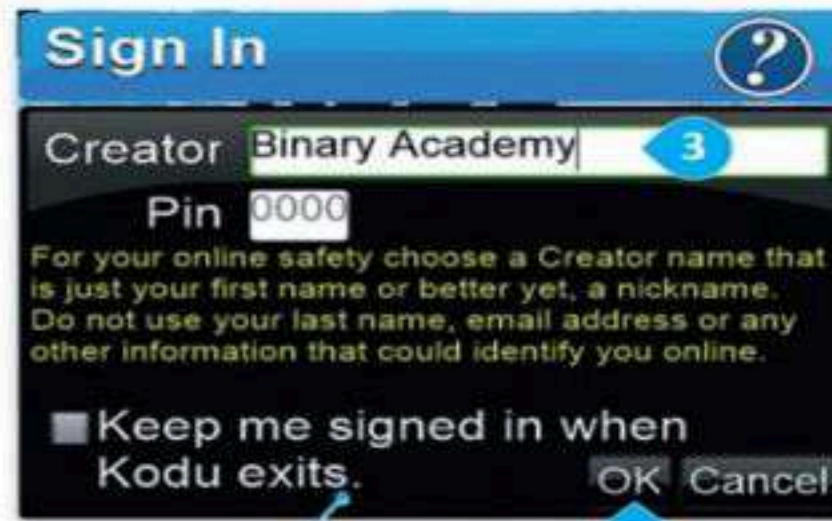 Sign In
?
Creator Binary Academy 3
Pin 0000
For your online safety choose a Creator name that
is just your first name or better yet, a nickname.
Do not use your last name, email address or any
other information that could identify you online.
Keep me signed in when
Kodu exits.
OK Cancel